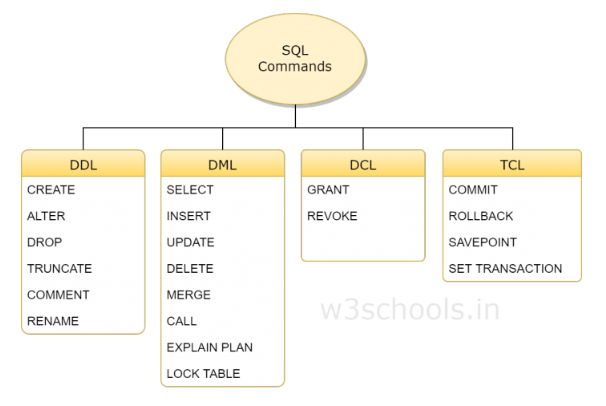 SQL
Commands
DDL
CREATE
ALTER
DROP
TRUNCATE
COMMENT
RENAME
DML
SELECT
INSERT
UPDATE
DELETE
MERGE
CALL
EXPLAIN PLAN
LOCK TABLE
DCL
GRANT
REVOKE
TCL
COMMIT
ROLLBACK
SAVEPOINT
SET TRANSACTION
w3schools.in